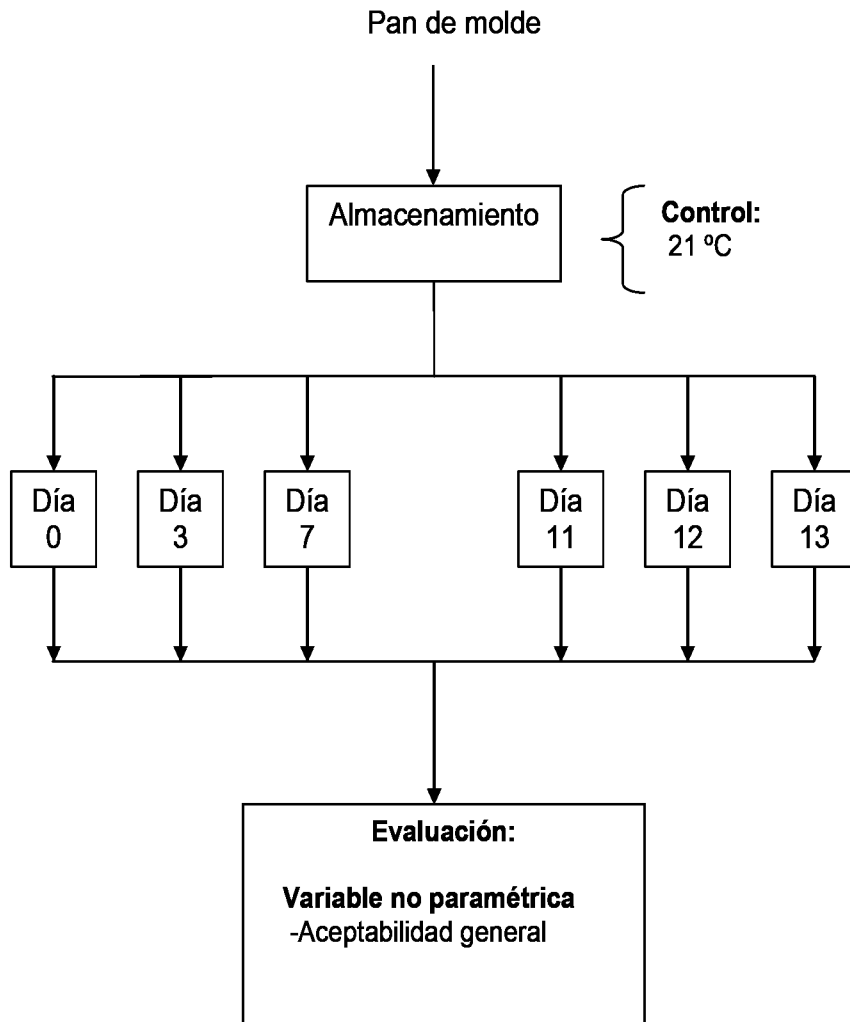 Pan de molde
Almacenamiento
Control:
21 ºC
Día
0
Día
3
Día
7
Día
11
Día
12
Día
13
Evaluación:
Variable no paramétrica
-Aceptabilidad general